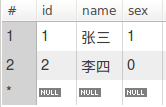 # id name sex
1 1 张三 1
2 2 李四 0
* NULL NULL NULL